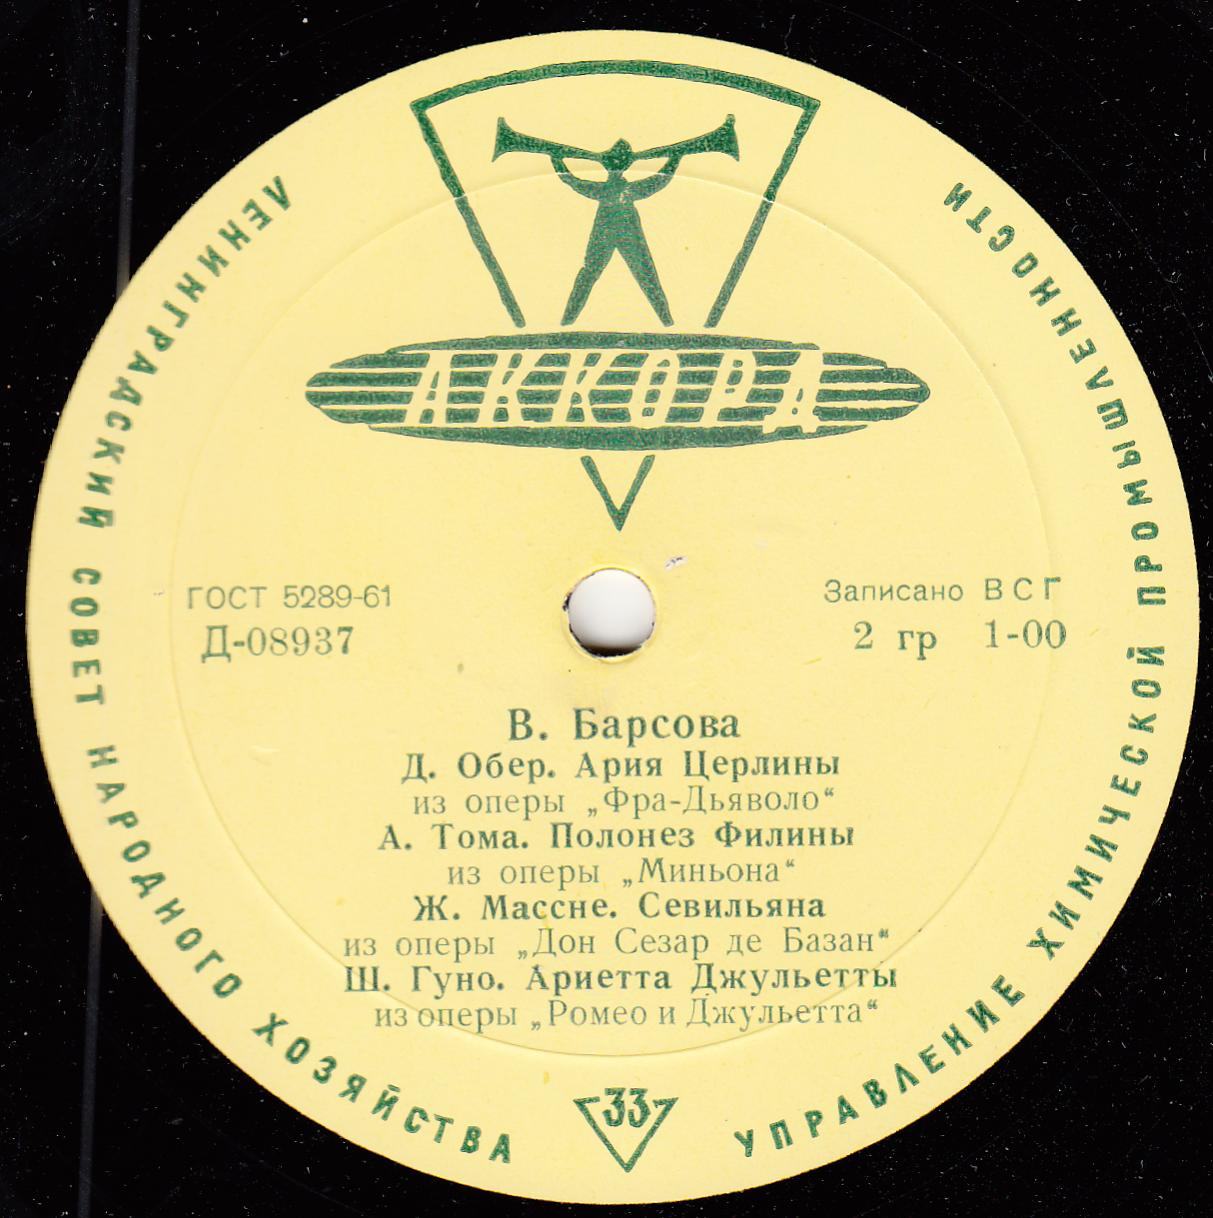 АККОРД
ЛЕНИНГРАДСКИЙ СОВЕТ НАРОДНОГО ХОЗЯЙСТВА
УПРАВЛЕНИЕ ХИМИЧЕСКОЙ ПРОМЫШЛЕННОСТИ
ГОСТ 5289-61
Д-08937
Записано ВСГ
2 гр 1-00
В. Барсова
Д. Обер. Ария Церлины
из оперы „Фра-Дьяволо“
А. Тома. Полонез Филины
из оперы „Миньона“
Ж. Массне. Севильяна
из оперы „Дон Сезар де Базан“
Ш. Гуно. Ариетта Джульетты
из оперы „Ромео и Джульетта“
33